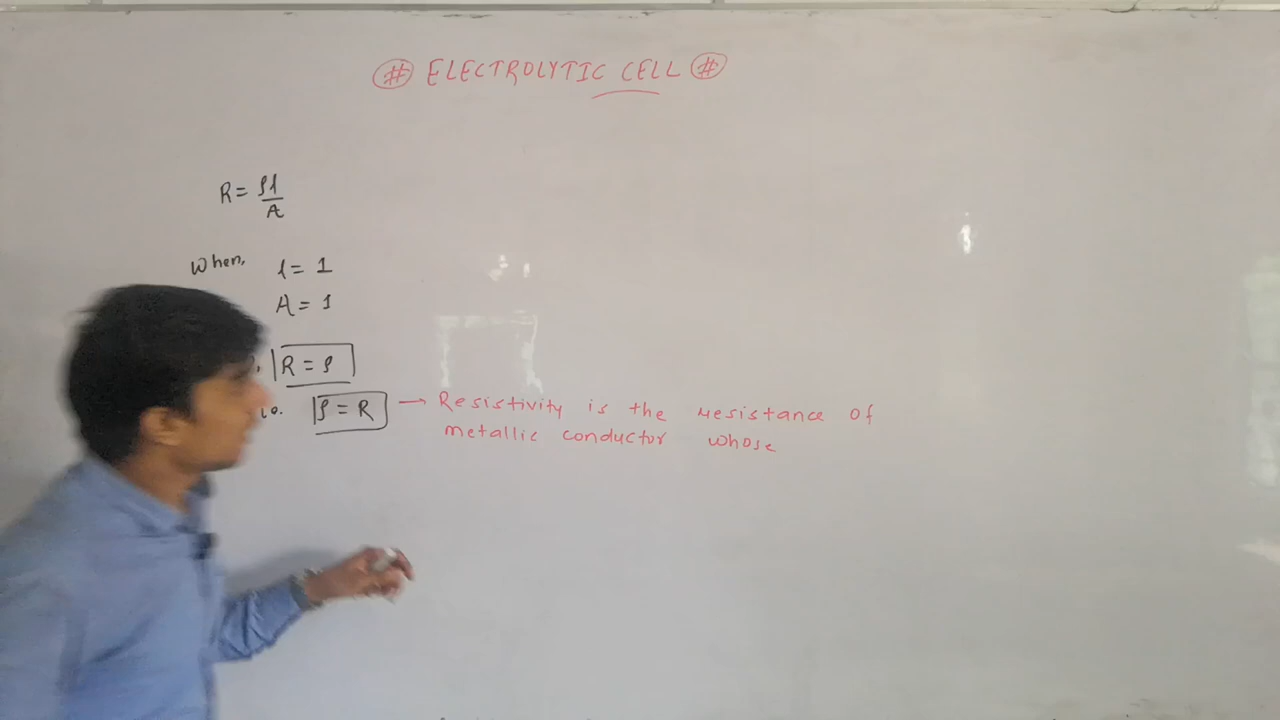 # ELECTROLYTIC CELL #
R = ρl/A
When, l = 1
A = 1
R = ρ
ρ = R → Resistivity is the resistance of
metallic conductor whose